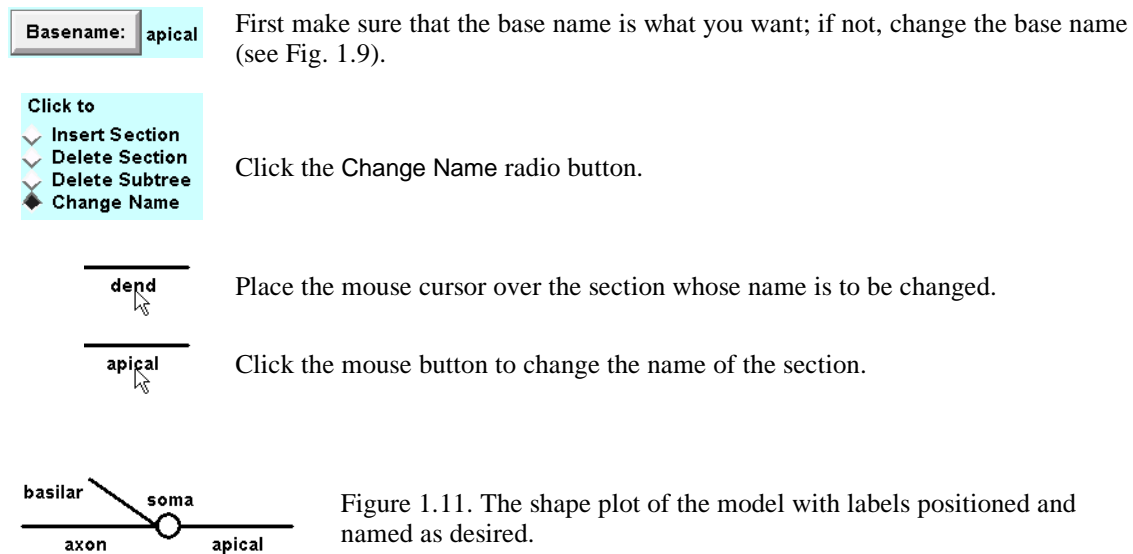 Basename: apical
First make sure that the base name is what you want; if not, change the base name
(see Fig. 1.9).
Click to
Insert Section
Delete Section
Delete Subtree
Change Name
Click the Change Name radio button.
dend
Place the mouse cursor over the section whose name is to be changed.
apical
Click the mouse button to change the name of the section.
basilar
soma
axon
apical
Figure 1.11. The shape plot of the model with labels positioned and
named as desired.